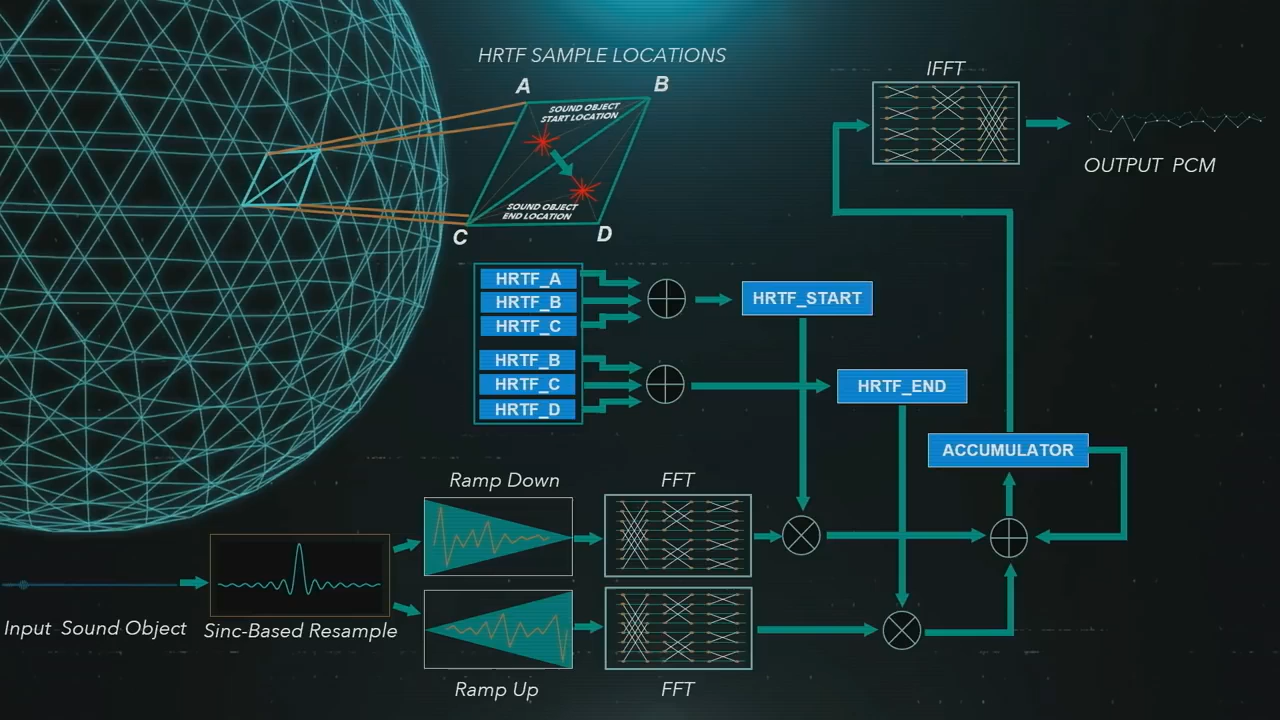 HRTF SAMPLE LOCATIONS
A
B
SOUND OBJECT
START LOCATION
SOUND OBJECT
END LOCATION
C
D
IFFT
OUTPUT PCM
HRTF_A
HRTF_B
HRTF_C
HRTF_START
HRTF_B
HRTF_C
HRTF_D
HRTF_END
ACCUMULATOR
Ramp Down
FFT
Input Sound Object
Sinc-Based Resample
Ramp Up
FFT